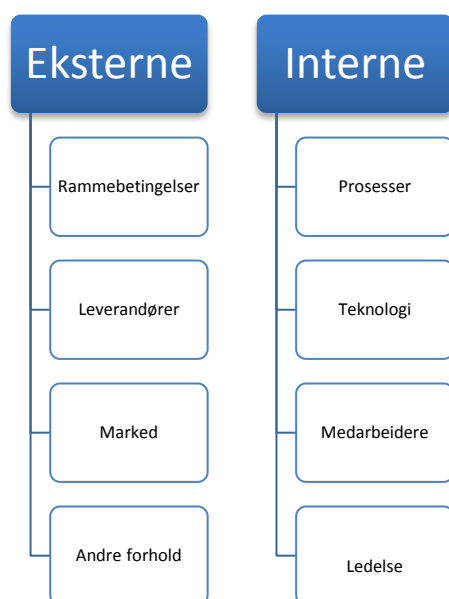 Eksterne
Rammebetingelser
Leverandører
Marked
Andre forhold
Interne
Prosesser
Teknologi
Medarbeidere
Ledelse